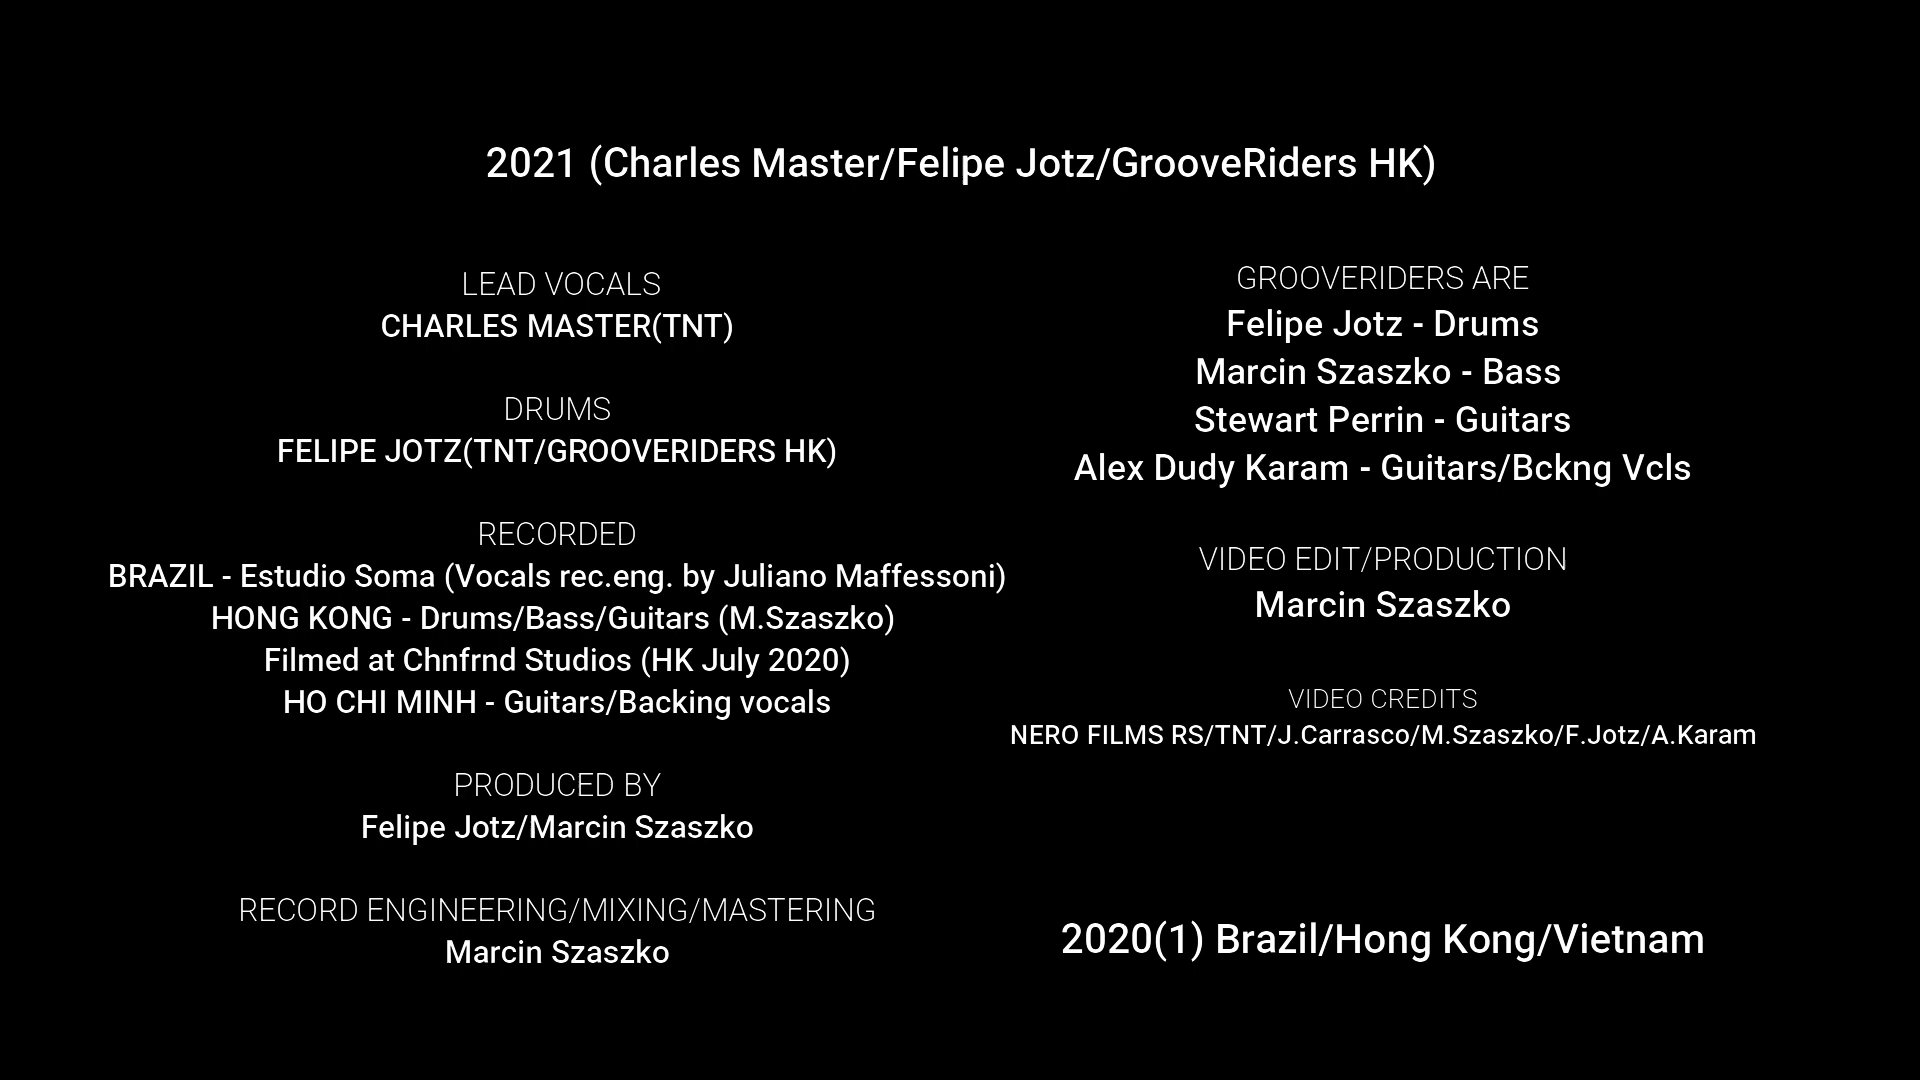 2021 (Charles Master/Felipe Jotz/GrooveRiders HK)
LEAD VOCALS
CHARLES MASTER(TNT)
DRUMS
FELIPE JOTZ(TNT/GROOVERIDERS HK)
RECORDED
BRAZIL - Estudio Soma (Vocals rec.eng. by Juliano Maffessoni)
HONG KONG - Drums/Bass/Guitars (M.Szaszko)
Filmed at Chnfrnd Studios (HK July 2020)
HO CHI MINH - Guitars/Backing vocals
PRODUCED BY
Felipe Jotz/Marcin Szaszko
RECORD ENGINEERING/MIXING/MASTERING
Marcin Szaszko
GROOVERIDERS ARE
Felipe Jotz - Drums
Marcin Szaszko - Bass
Stewart Perrin - Guitars
Alex Dudy Karam - Guitars/Bckng Vcls
VIDEO EDIT/PRODUCTION
Marcin Szaszko
VIDEO CREDITS
NERO FILMS RS/TNT/J.Carrasco/M.Szaszko/F.Jotz/A.Karam
2020(1) Brazil/Hong Kong/Vietnam